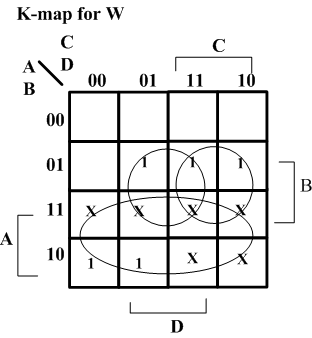 K-map for W
C
C
D
A
B
00 01 11 10
00
01 1 1 1
B
11 X X X X
A
10 1 1 X X
D